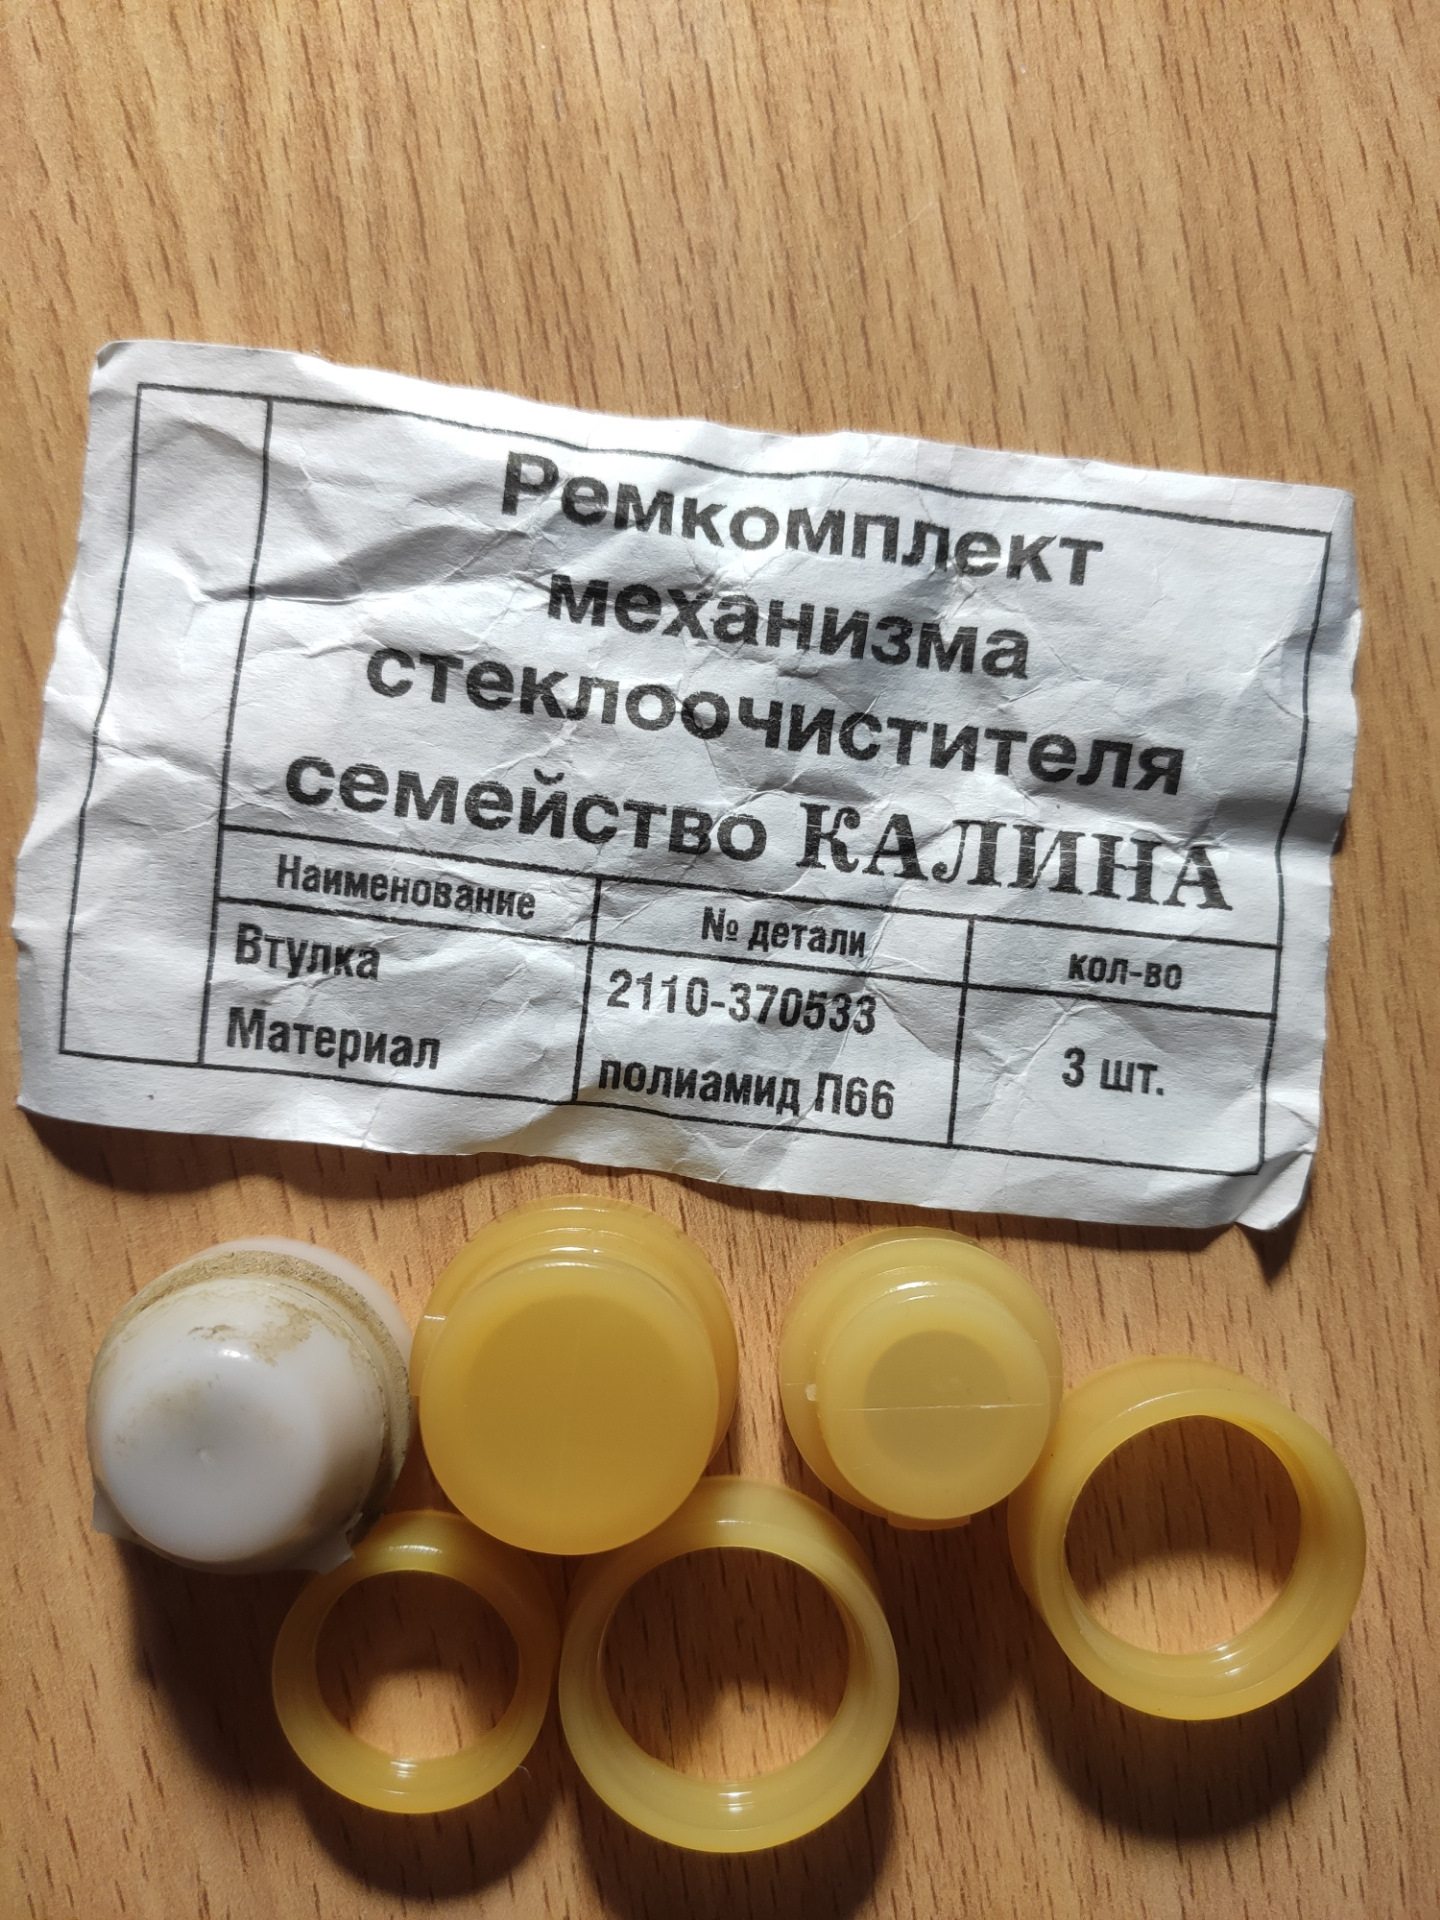 Ремкомплект
механизма
стеклоочистителя
семейство КАЛИНА
Наименование № детали кол-во
Втулка 2110-370533
Материал полиамид П66 3 шт.